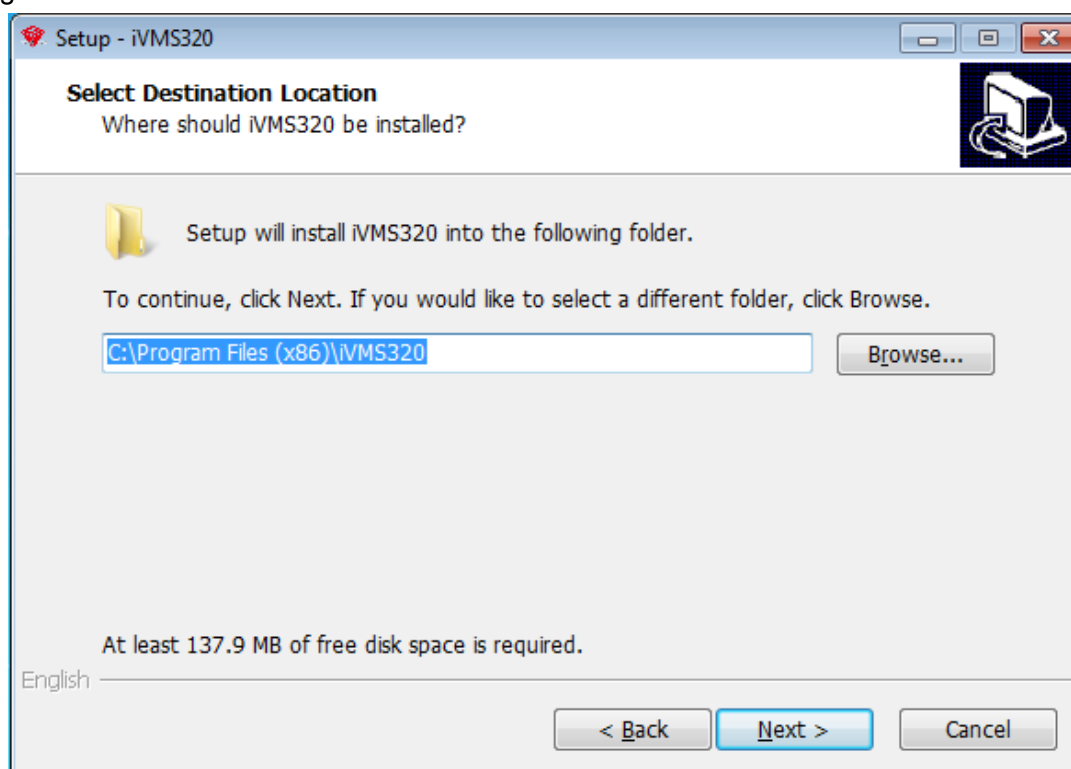 Setup - iVMS320
Select Destination Location
Where should iVMS320 be installed?
Setup will install iVMS320 into the following folder.
To continue, click Next. If you would like to select a different folder, click Browse.
C:\Program Files (x86)\iVMS320
Browse...
At least 137.9 MB of free disk space is required.
English
< Back
Next >
Cancel